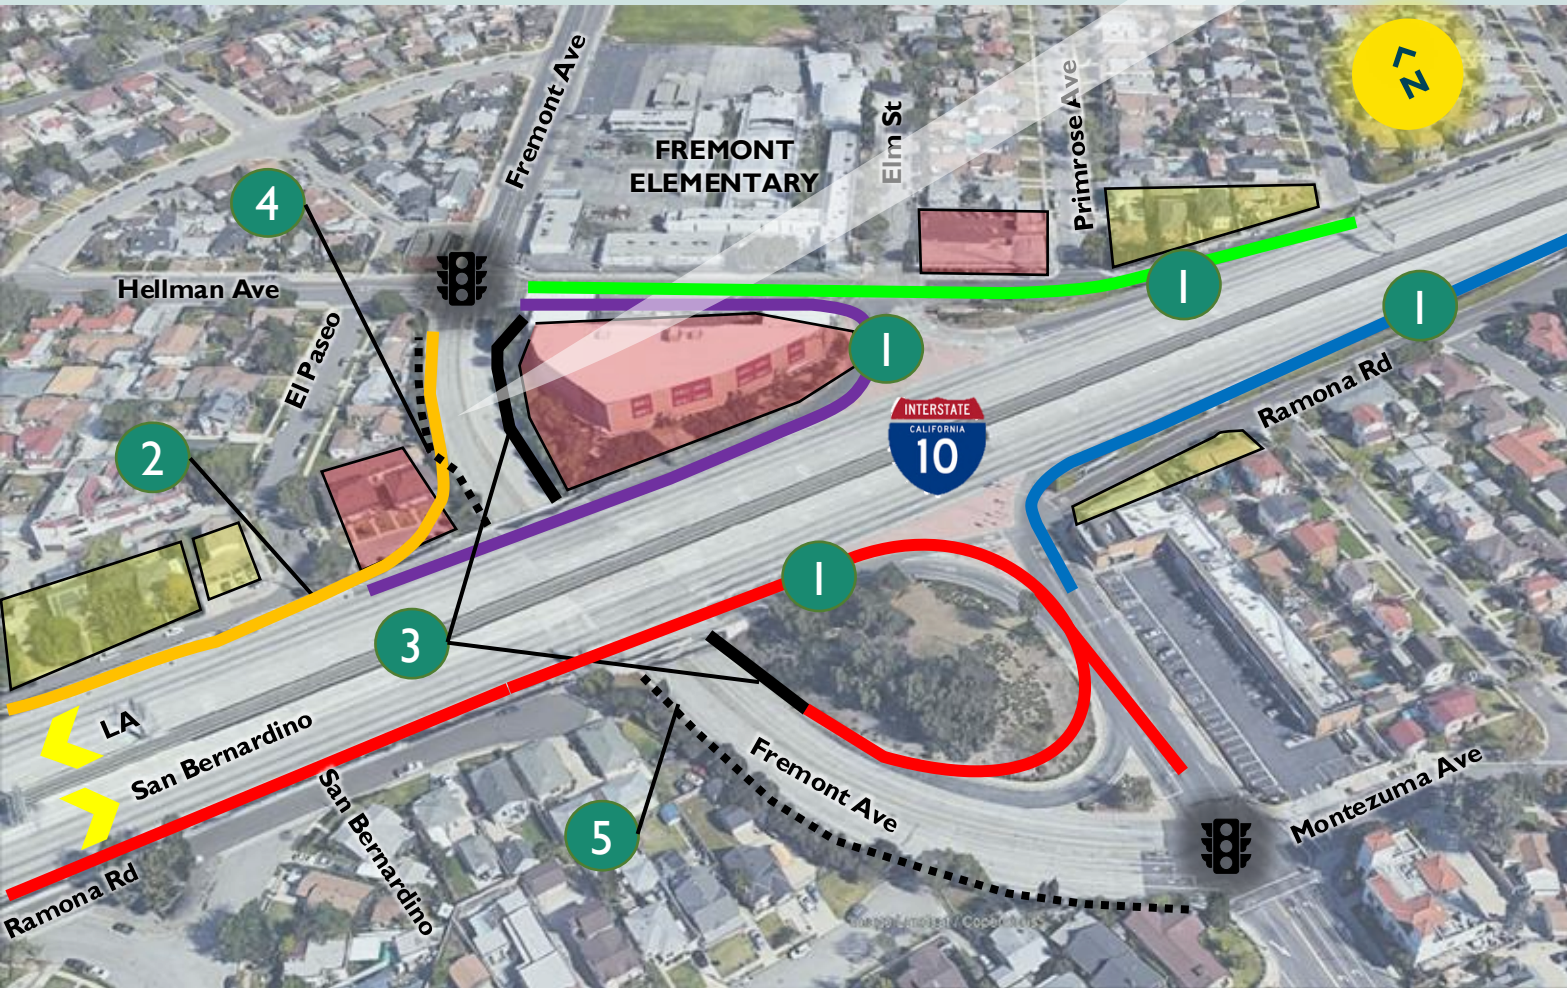 N
Fremont Ave
Elm St
Primrose Ave
FREMONT
ELEMENTARY
4
Hellman Ave
1
1
El Paseo
1
Ramona Rd
INTERSTATE
CALIFORNIA
10
2
1
3
LA
San Bernardino
Fremont Ave
Montezuma Ave
San Bernardino
5
Ramona Rd